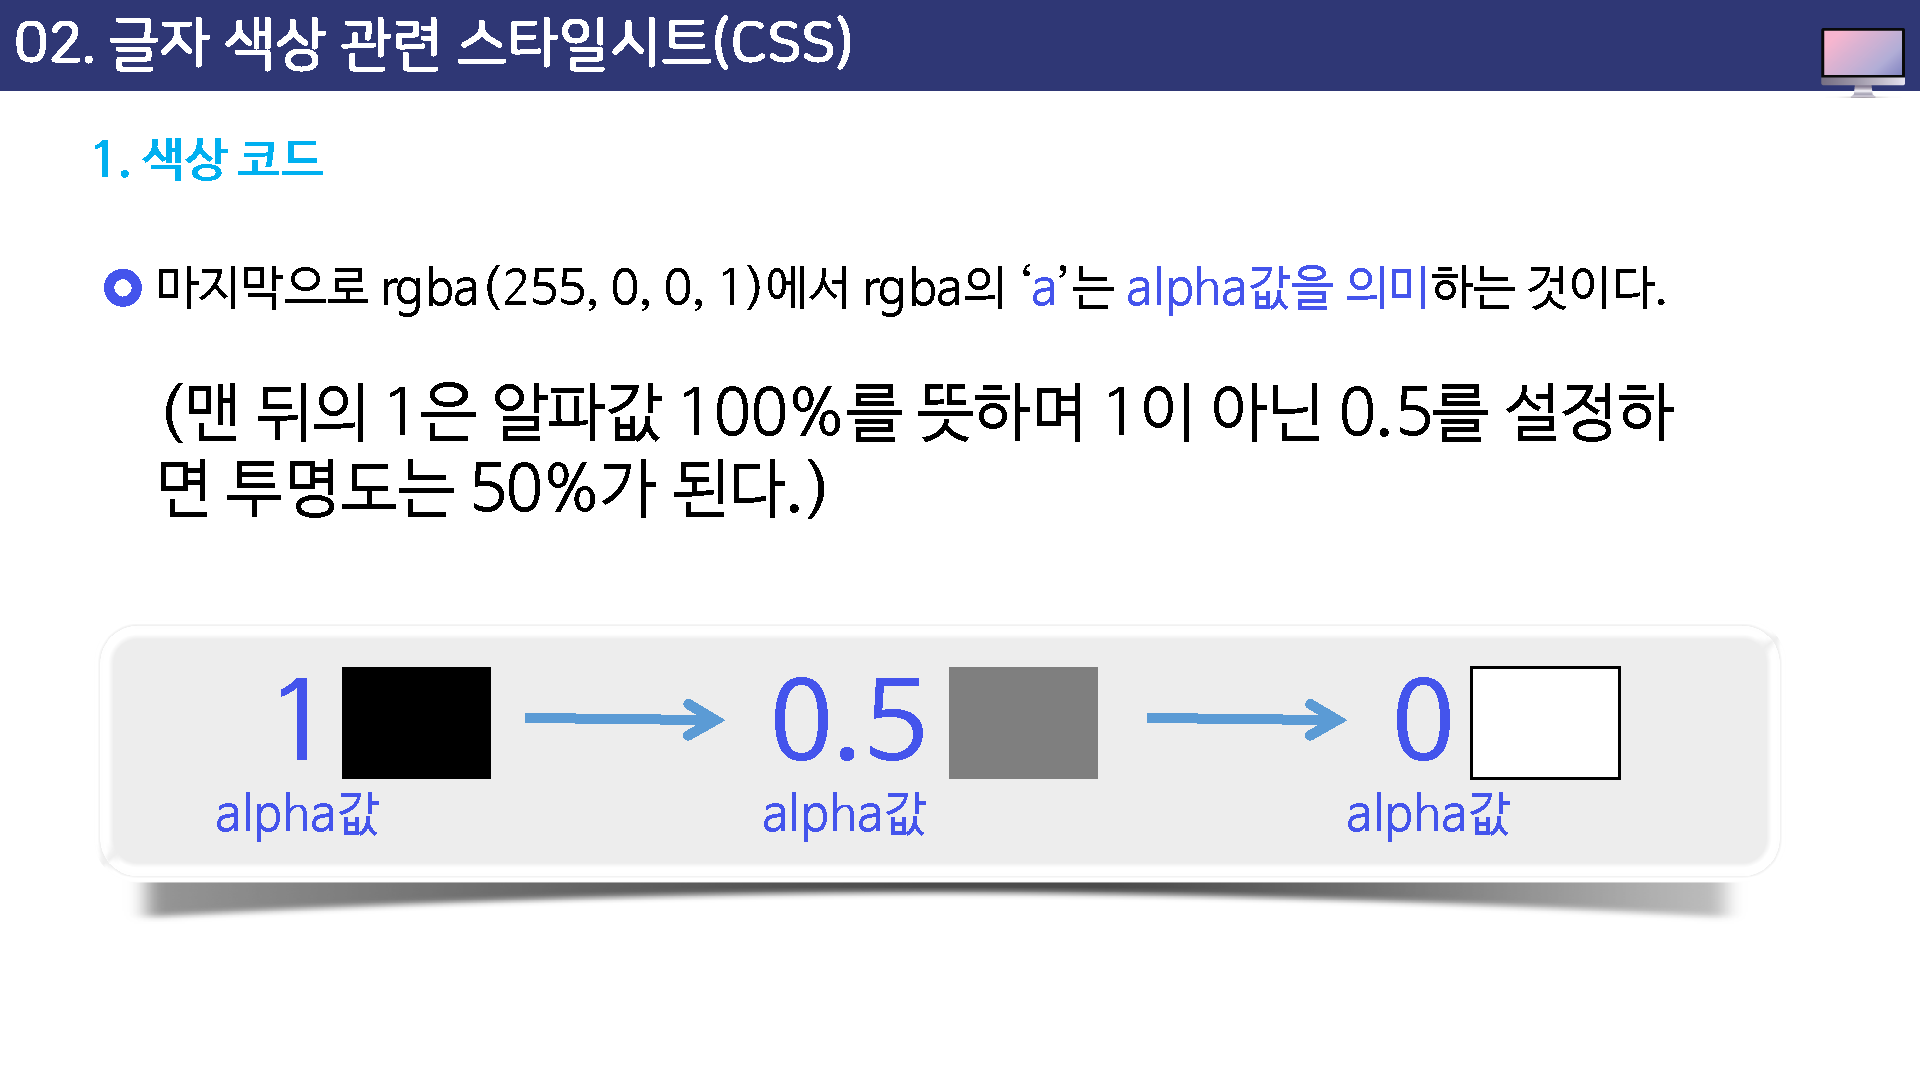 02. 글자 색상 관련 스타일시트(CSS)
1. 색상 코드
마지막으로 rgba(255, 0, 0, 1)에서 rgba의 ‘a’는 alpha값을 의미하는 것이다.
(맨 뒤의 1은 알파값 100%를 뜻하며 1이 아닌 0.5를 설정하
면 투명도는 50%가 된다.)
1 0.5 0
alpha값 alpha값 alpha값